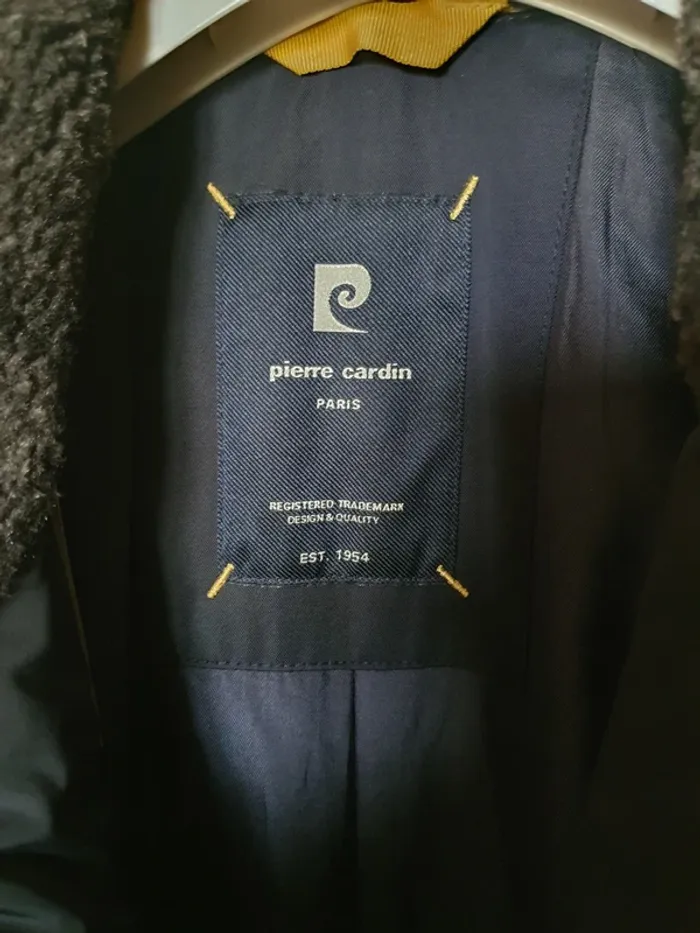 pierre cardin
PARIS
REGISTERED TRADEMARK
DESIGN & QUALITY
EST. 1954